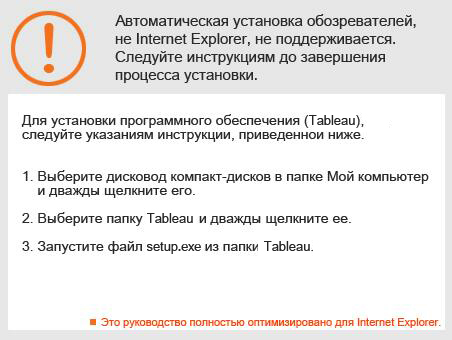 Автоматическая установка обозревателей,
не Internet Explorer, не поддерживается.
Следуйте инструкциям до завершения
процесса установки.
Для установки программного обеспечения (Tableau),
следуйте указаниям инструкции, приведенной ниже.
1. Выберите дисковод компакт-дисков в папке Мой компьютер
и дважды щелкните его.
2. Выберите папку Tableau и дважды щелкните ее.
3. Запустите файл setup.exe из папки Tableau.
Это руководство полностью оптимизировано для Internet Explorer.